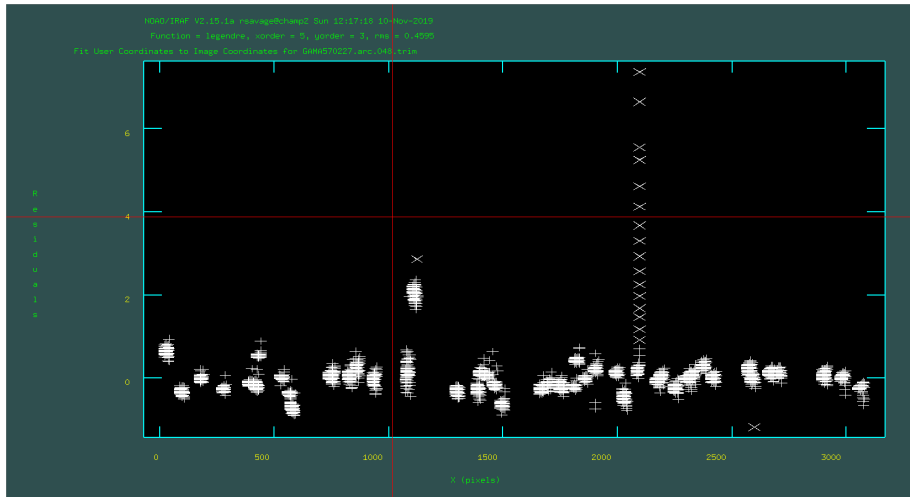 NOAO/IRAF V2.15.1a rsavage@champ2 Sun 12:17:18 10-Nov-2019
Function = legendre, xorder = 5, yorder = 3, rms = 0.4595
Fit User Coordinates to Image Coordinates for GAMA570227.arc.048.trim
Residuals
6
4
2
0
0 500 1000 1500 2000 2500 3000
X (pixels)